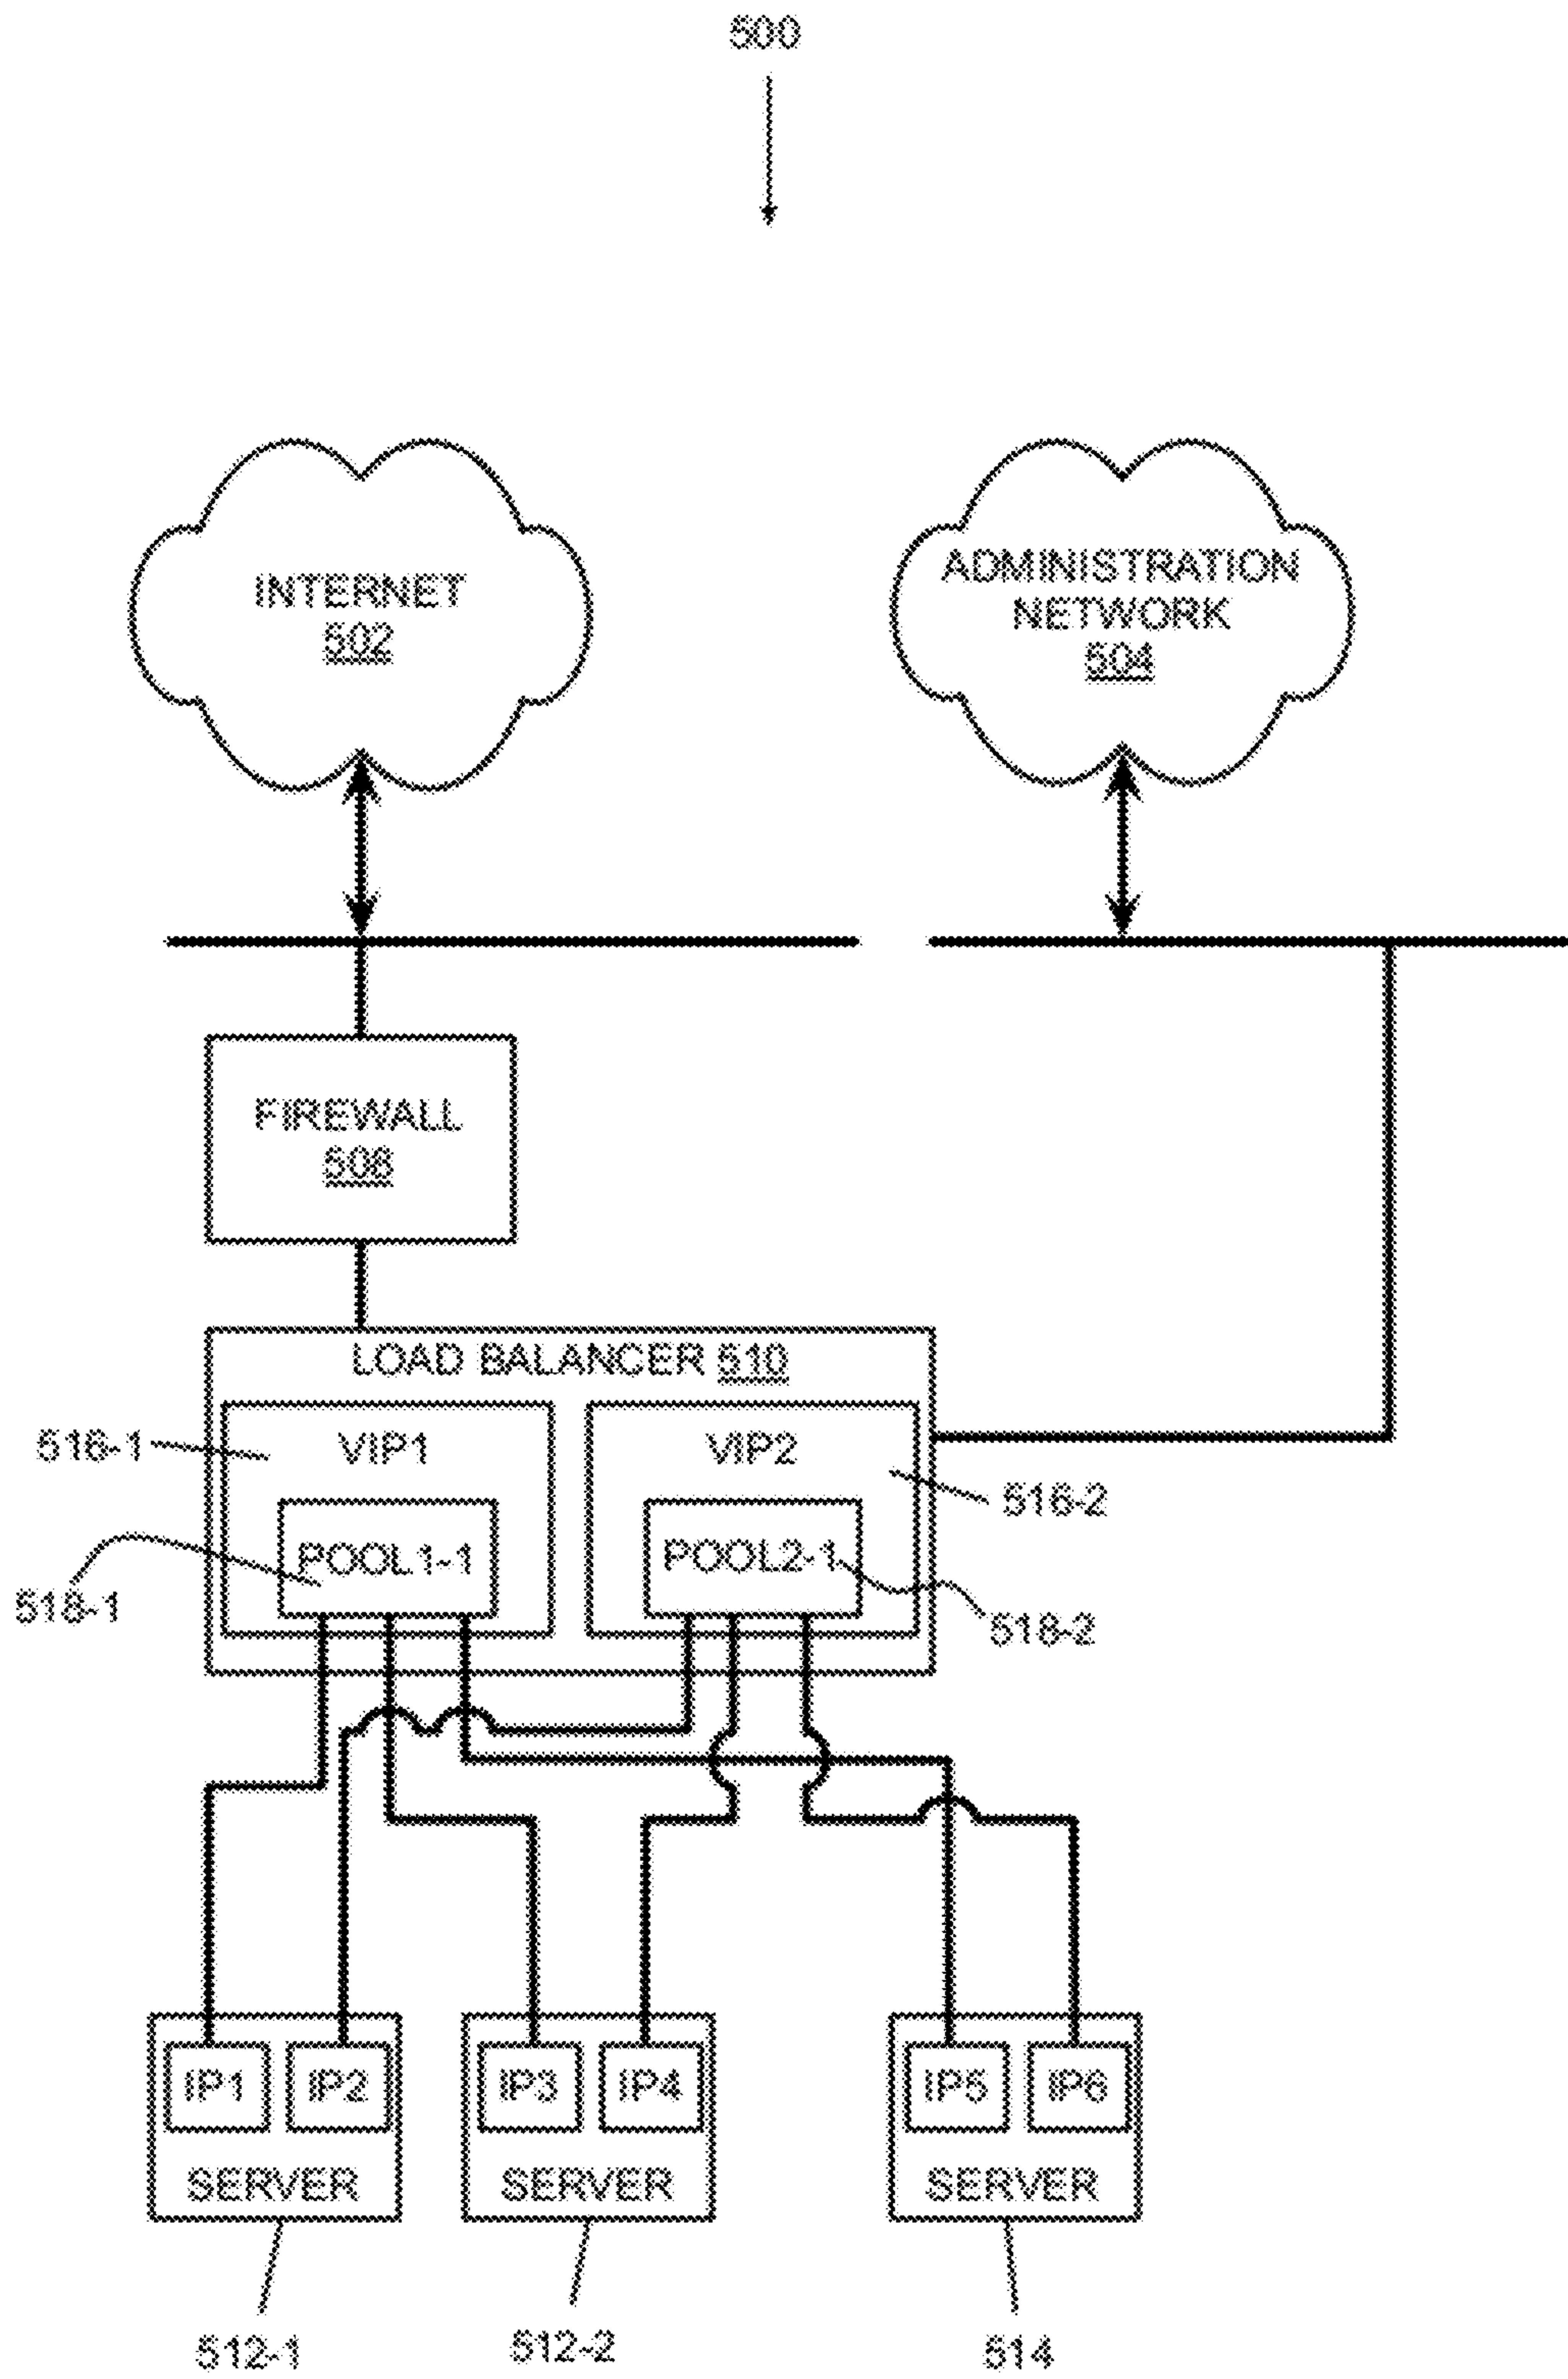 500
INTERNET
502
ADMINISTRATION
NETWORK
504
FIREWALL
508
LOAD BALANCER 510
516-1
VIP1
VIP2
516-2
POOL1-1
POOL2-1
518-1
518-2
IP1
IP2
IP3
IP4
IP5
IP6
SERVER
SERVER
SERVER
512-1
512-2
514